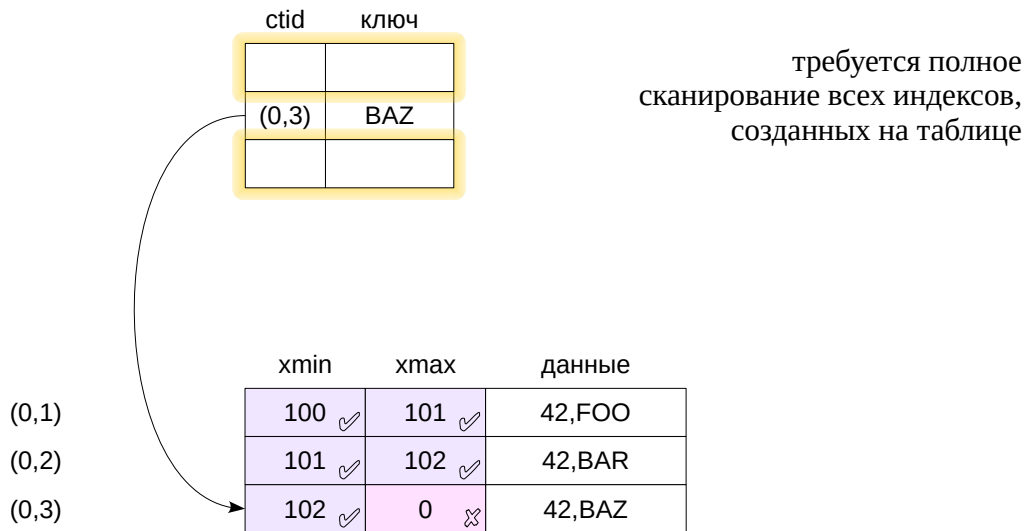 ctid ключ
требуется полное
сканирование всех индексов,
созданных на таблице
(0,3) BAZ
xmin xmax данные
(0,1) 100 101 42,FOO
(0,2) 101 102 42,BAR
(0,3) 102 0 42,BAZ